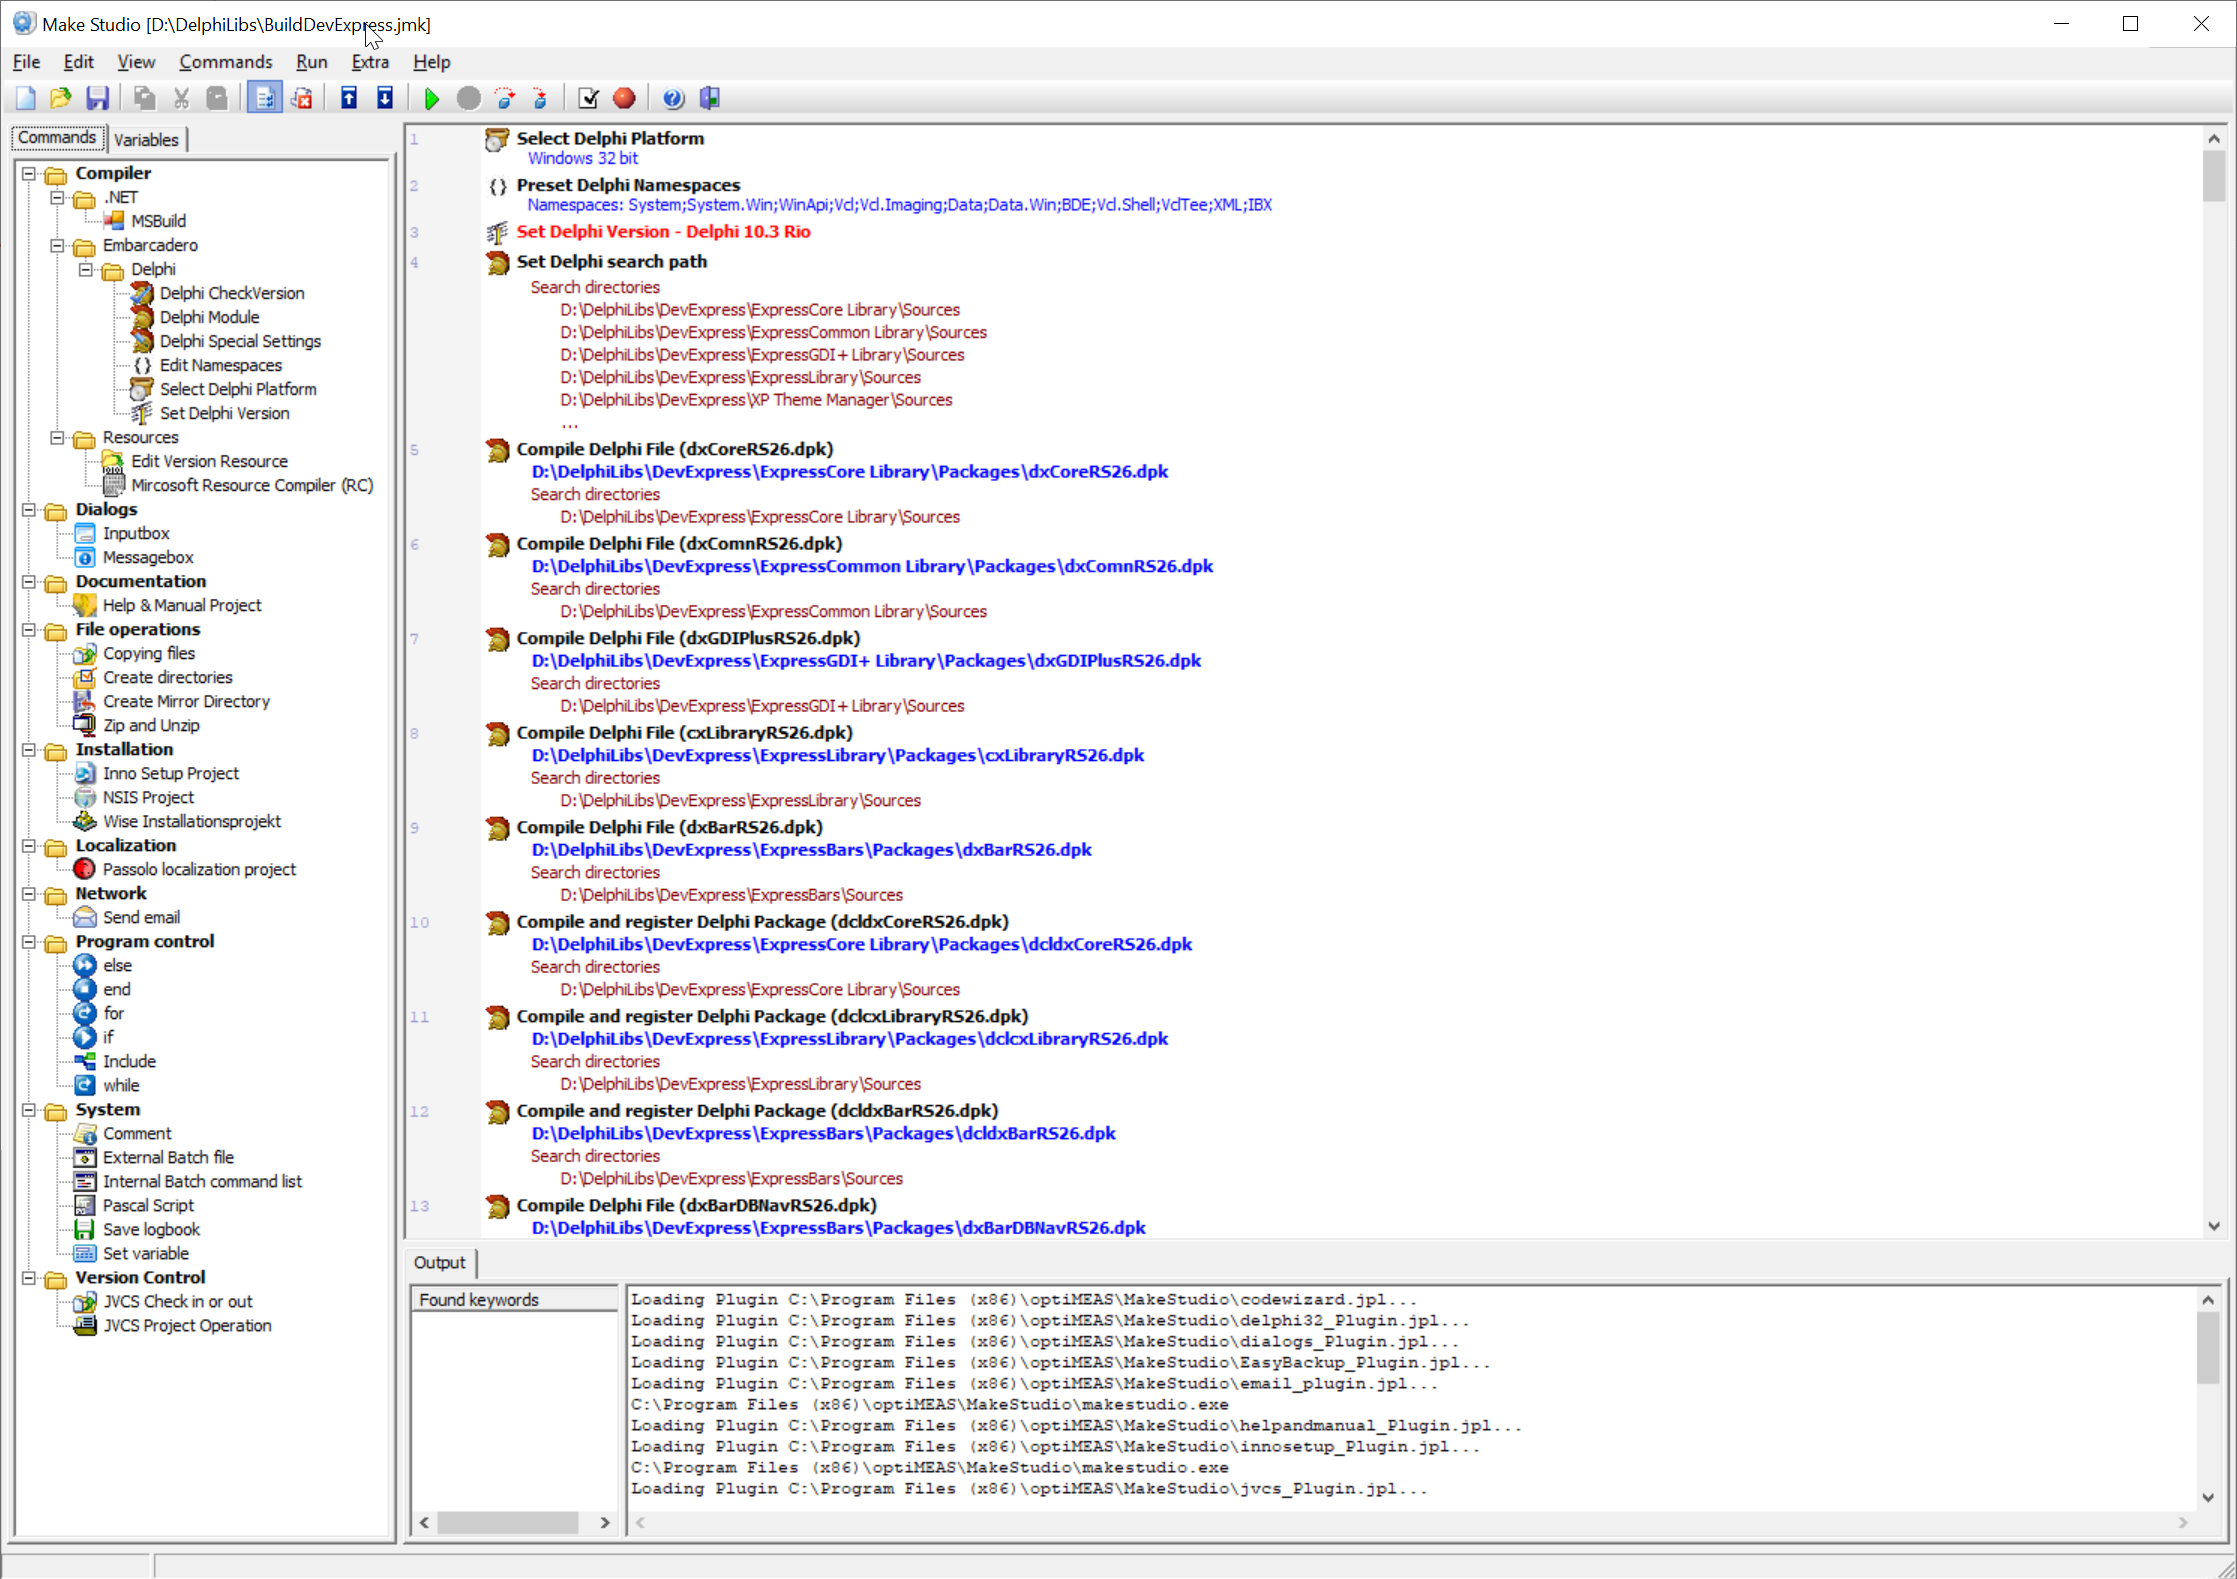 Make Studio [D:\DelphiLibs\BuildDevExpress.jmk]
File Edit View Commands Run Extra Help
Commands Variables
Compiler
.NET
MSBuild
Embarcadero
Delphi
Delphi CheckVersion
Delphi Module
Delphi Special Settings
Edit Namespaces
Select Delphi Platform
Set Delphi Version
Resources
Edit Version Resource
Mircosoft Resource Compiler (RC)
Dialogs
Inputbox
Messagebox
Documentation
Help & Manual Project
File operations
Copying files
Create directories
Create Mirror Directory
Zip and Unzip
Installation
Inno Setup Project
NSIS Project
Wise Installationsprojekt
Localization
Passolo localization project
Network
Send email
Program control
else
end
for
if
Include
while
System
Comment
External Batch file
Internal Batch command list
Pascal Script
Save logbook
Set variable
Version Control
JVCS Check in or out
JVCS Project Operation
1 Select Delphi Platform
Windows 32 bit
2 {} Preset Delphi Namespaces
Namespaces: System;System.Win;WinApi;Vcl;Vcl.Imaging;Data;Data.Win;BDE;Vcl.Shell;VclTee;XML;IBX
3 Set Delphi Version - Delphi 10.3 Rio
4 Set Delphi search path
Search directories
D:\DelphiLibs\DevExpress\ExpressCore Library\Sources
D:\DelphiLibs\DevExpress\ExpressCommon Library\Sources
D:\DelphiLibs\DevExpress\ExpressGDI+ Library\Sources
D:\DelphiLibs\DevExpress\ExpressLibrary\Sources
D:\DelphiLibs\DevExpress\XP Theme Manager\Sources
...
5 Compile Delphi File (dxCoreRS26.dpk)
D:\DelphiLibs\DevExpress\ExpressCore Library\Packages\dxCoreRS26.dpk
Search directories
D:\DelphiLibs\DevExpress\ExpressCore Library\Sources
6 Compile Delphi File (dxComnRS26.dpk)
D:\DelphiLibs\DevExpress\ExpressCommon Library\Packages\dxComnRS26.dpk
Search directories
D:\DelphiLibs\DevExpress\ExpressCommon Library\Sources
7 Compile Delphi File (dxGDIPlusRS26.dpk)
D:\DelphiLibs\DevExpress\ExpressGDI+ Library\Packages\dxGDIPlusRS26.dpk
Search directories
D:\DelphiLibs\DevExpress\ExpressGDI+ Library\Sources
8 Compile Delphi File (cxLibraryRS26.dpk)
D:\DelphiLibs\DevExpress\ExpressLibrary\Packages\cxLibraryRS26.dpk
Search directories
D:\DelphiLibs\DevExpress\ExpressLibrary\Sources
9 Compile Delphi File (dxBarRS26.dpk)
D:\DelphiLibs\DevExpress\ExpressBars\Packages\dxBarRS26.dpk
Search directories
D:\DelphiLibs\DevExpress\ExpressBars\Sources
10 Compile and register Delphi Package (dcldxCoreRS26.dpk)
D:\DelphiLibs\DevExpress\ExpressCore Library\Packages\dcldxCoreRS26.dpk
Search directories
D:\DelphiLibs\DevExpress\ExpressCore Library\Sources
11 Compile and register Delphi Package (dclcxLibraryRS26.dpk)
D:\DelphiLibs\DevExpress\ExpressLibrary\Packages\dclcxLibraryRS26.dpk
Search directories
D:\DelphiLibs\DevExpress\ExpressLibrary\Sources
12 Compile and register Delphi Package (dcldxBarRS26.dpk)
D:\DelphiLibs\DevExpress\ExpressBars\Packages\dcldxBarRS26.dpk
Search directories
D:\DelphiLibs\DevExpress\ExpressBars\Sources
13 Compile Delphi File (dxBarDBNavRS26.dpk)
D:\DelphiLibs\DevExpress\ExpressBars\Packages\dxBarDBNavRS26.dpk
Output
Found keywords
Loading Plugin C:\Program Files (x86)\optiMEAS\MakeStudio\codewizard.jpl...
Loading Plugin C:\Program Files (x86)\optiMEAS\MakeStudio\delphi32_Plugin.jpl...
Loading Plugin C:\Program Files (x86)\optiMEAS\MakeStudio\dialogs_Plugin.jpl...
Loading Plugin C:\Program Files (x86)\optiMEAS\MakeStudio\EasyBackup_Plugin.jpl...
Loading Plugin C:\Program Files (x86)\optiMEAS\MakeStudio\email_plugin.jpl...
C:\Program Files (x86)\optiMEAS\MakeStudio\makestudio.exe
Loading Plugin C:\Program Files (x86)\optiMEAS\MakeStudio\helpandmanual_Plugin.jpl...
Loading Plugin C:\Program Files (x86)\optiMEAS\MakeStudio\innosetup_Plugin.jpl...
C:\Program Files (x86)\optiMEAS\MakeStudio\makestudio.exe
Loading Plugin C:\Program Files (x86)\optiMEAS\MakeStudio\jvcs_Plugin.jpl...